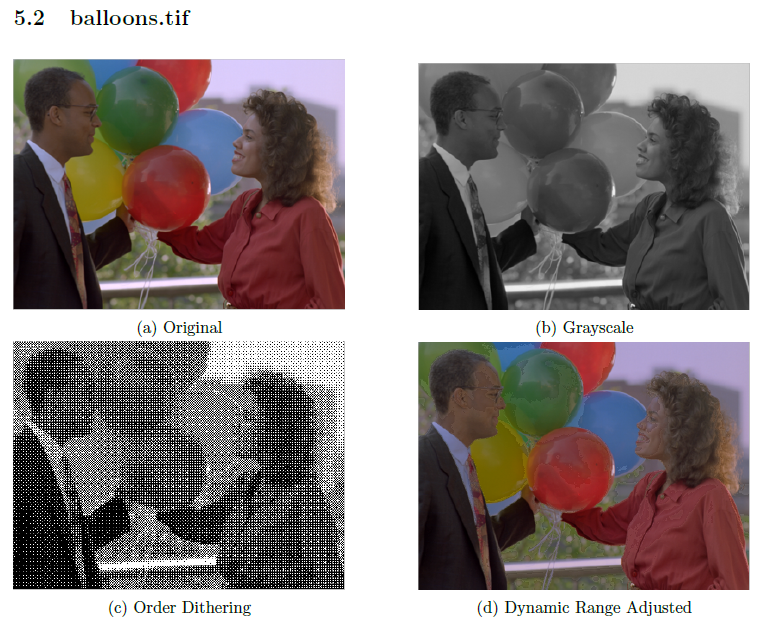 5.2 balloons.tif
(a) Original
(b) Grayscale
(c) Order Dithering
(d) Dynamic Range Adjusted